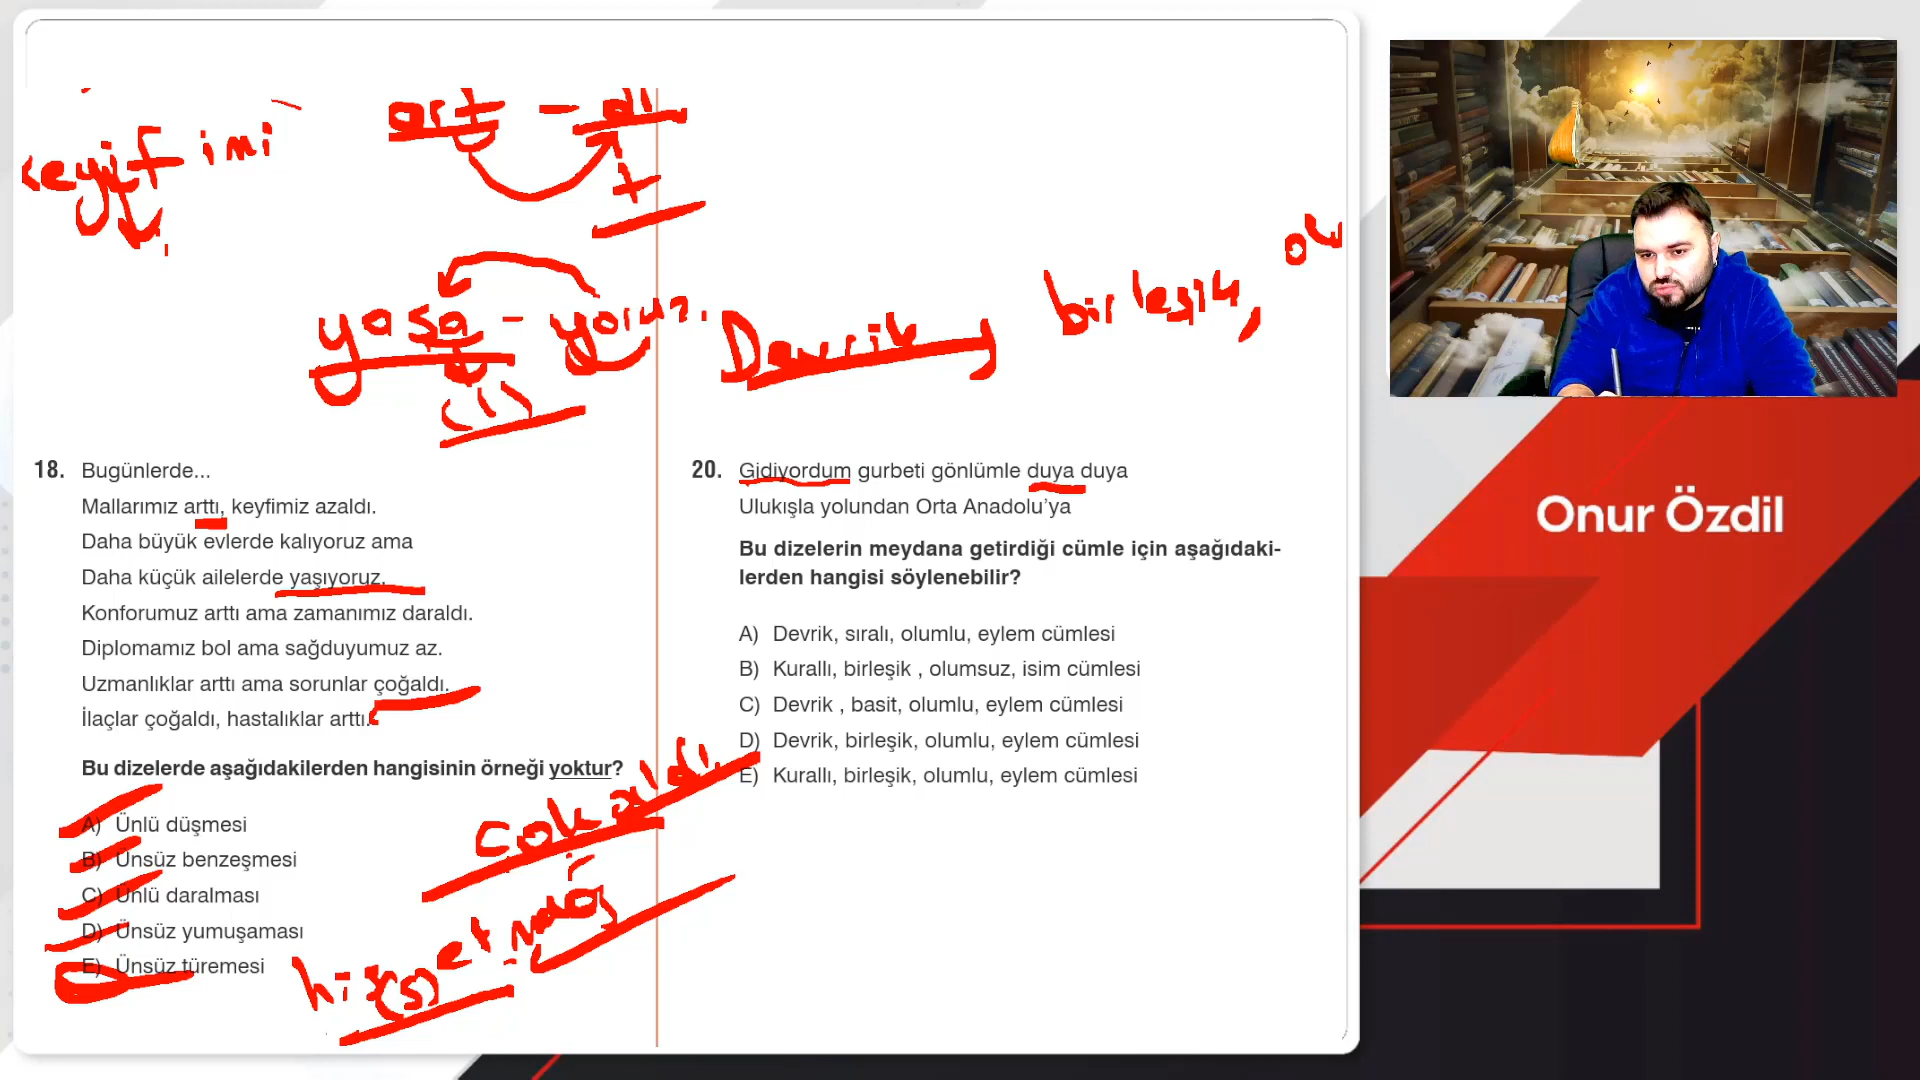 keyif imi
art - dı
t
yaşa - yoruz.
(ı)
Devrik,
birleşik,
18. Bugünlerde...
Mallarımız arttı, keyfimiz azaldı.
Daha büyük evlerde kalıyoruz ama
Daha küçük ailelerde yaşıyoruz.
Konforumuz arttı ama zamanımız daraldı.
Diplomamız bol ama sağduyumuz az.
Uzmanlıklar arttı ama sorunlar çoğaldı.
İlaçlar çoğaldı, hastalıklar arttı.
Bu dizelerde aşağıdakilerden hangisinin örneği yoktur?
A) Ünlü düşmesi
B) Ünsüz benzeşmesi
C) Ünlü daralması
D) Ünsüz yumuşaması
E) Ünsüz türemesi
çok aldı.
his(s)etmek
20. Gidiyordum gurbeti gönlümle duya duya
Ulukışla yolundan Orta Anadolu'ya
Bu dizelerin meydana getirdiği cümle için aşağıdaki-
lerden hangisi söylenebilir?
A) Devrik, sıralı, olumlu, eylem cümlesi
B) Kurallı, birleşik , olumsuz, isim cümlesi
C) Devrik , basit, olumlu, eylem cümlesi
D) Devrik, birleşik, olumlu, eylem cümlesi
E) Kurallı, birleşik, olumlu, eylem cümlesi
Onur Özdil